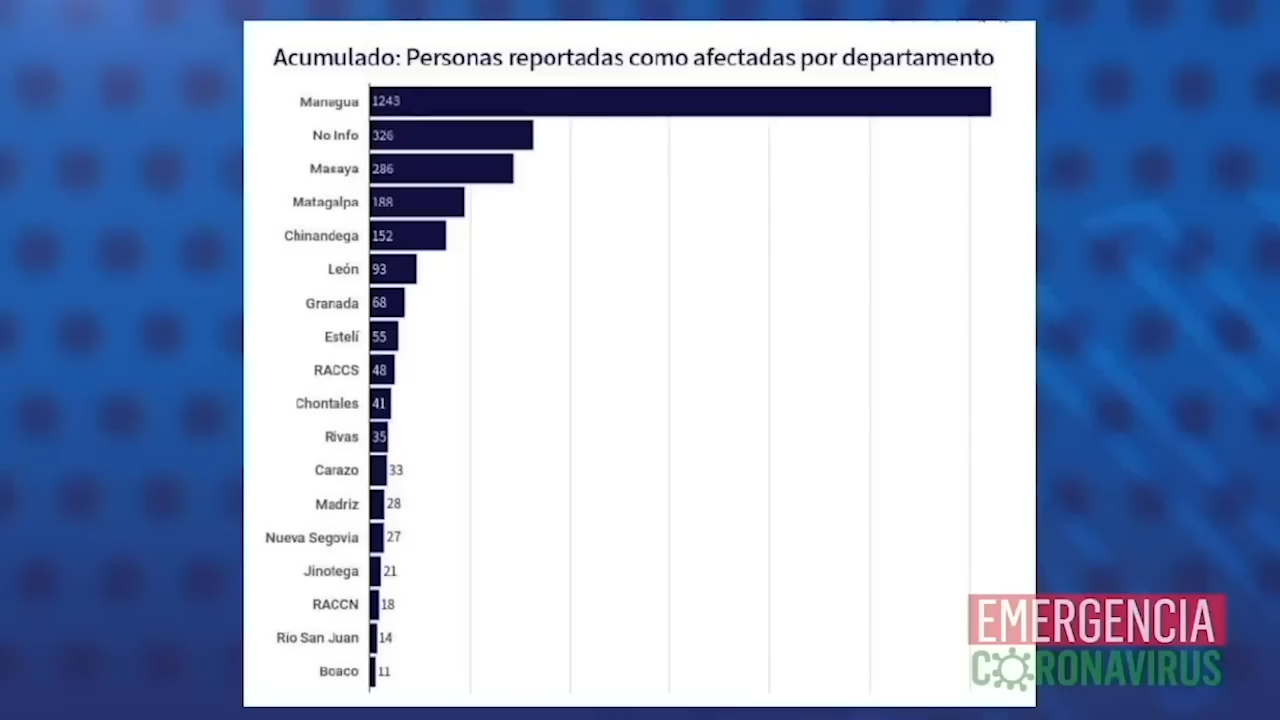 Acumulado: Personas reportadas como afectadas por departamento
Managua 1243
No Info 326
Masaya 286
Matagalpa 188
Chinandega 152
León 93
Granada 68
Estelí 55
RACCS 48
Chontales 41
Rivas 35
Carazo 33
Madriz 28
Nueva Segovia 27
Jinotega 21
RACCN 18
Río San Juan 14
Boaco 11
EMERGENCIA
CORONAVIRUS